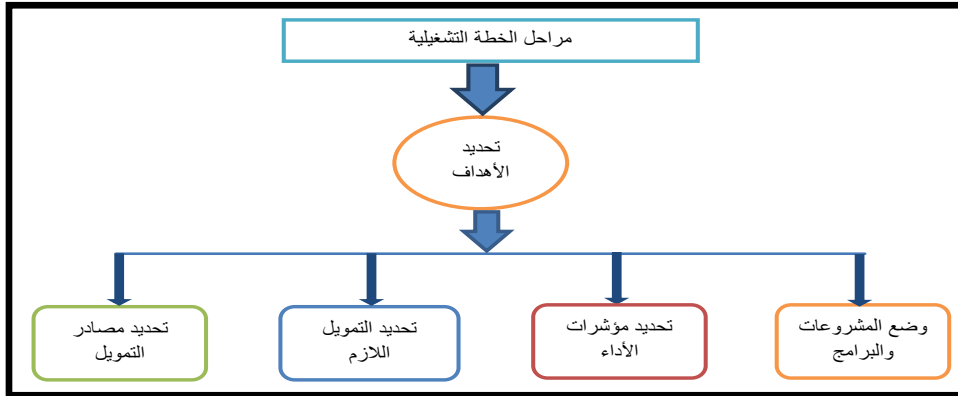 مراحل الخطة التشغيلية
تحديد
الأهداف
وضع المشروعات
والبرامج
تحديد مؤشرات
الأداء
تحديد التمويل
اللازم
تحديد مصادر
التمويل